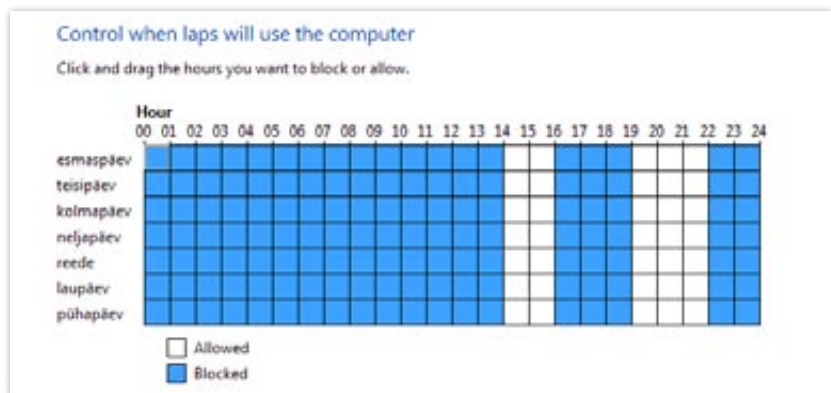 Control when laps will use the computer
Click and drag the hours you want to block or allow.
Hour
00 01 02 03 04 05 06 07 08 09 10 11 12 13 14 15 16 17 18 19 20 21 22 23 24
esmaspäev
teisipäev
kolmapäev
neljapäev
reede
laupäev
pühapäev
Allowed
Blocked